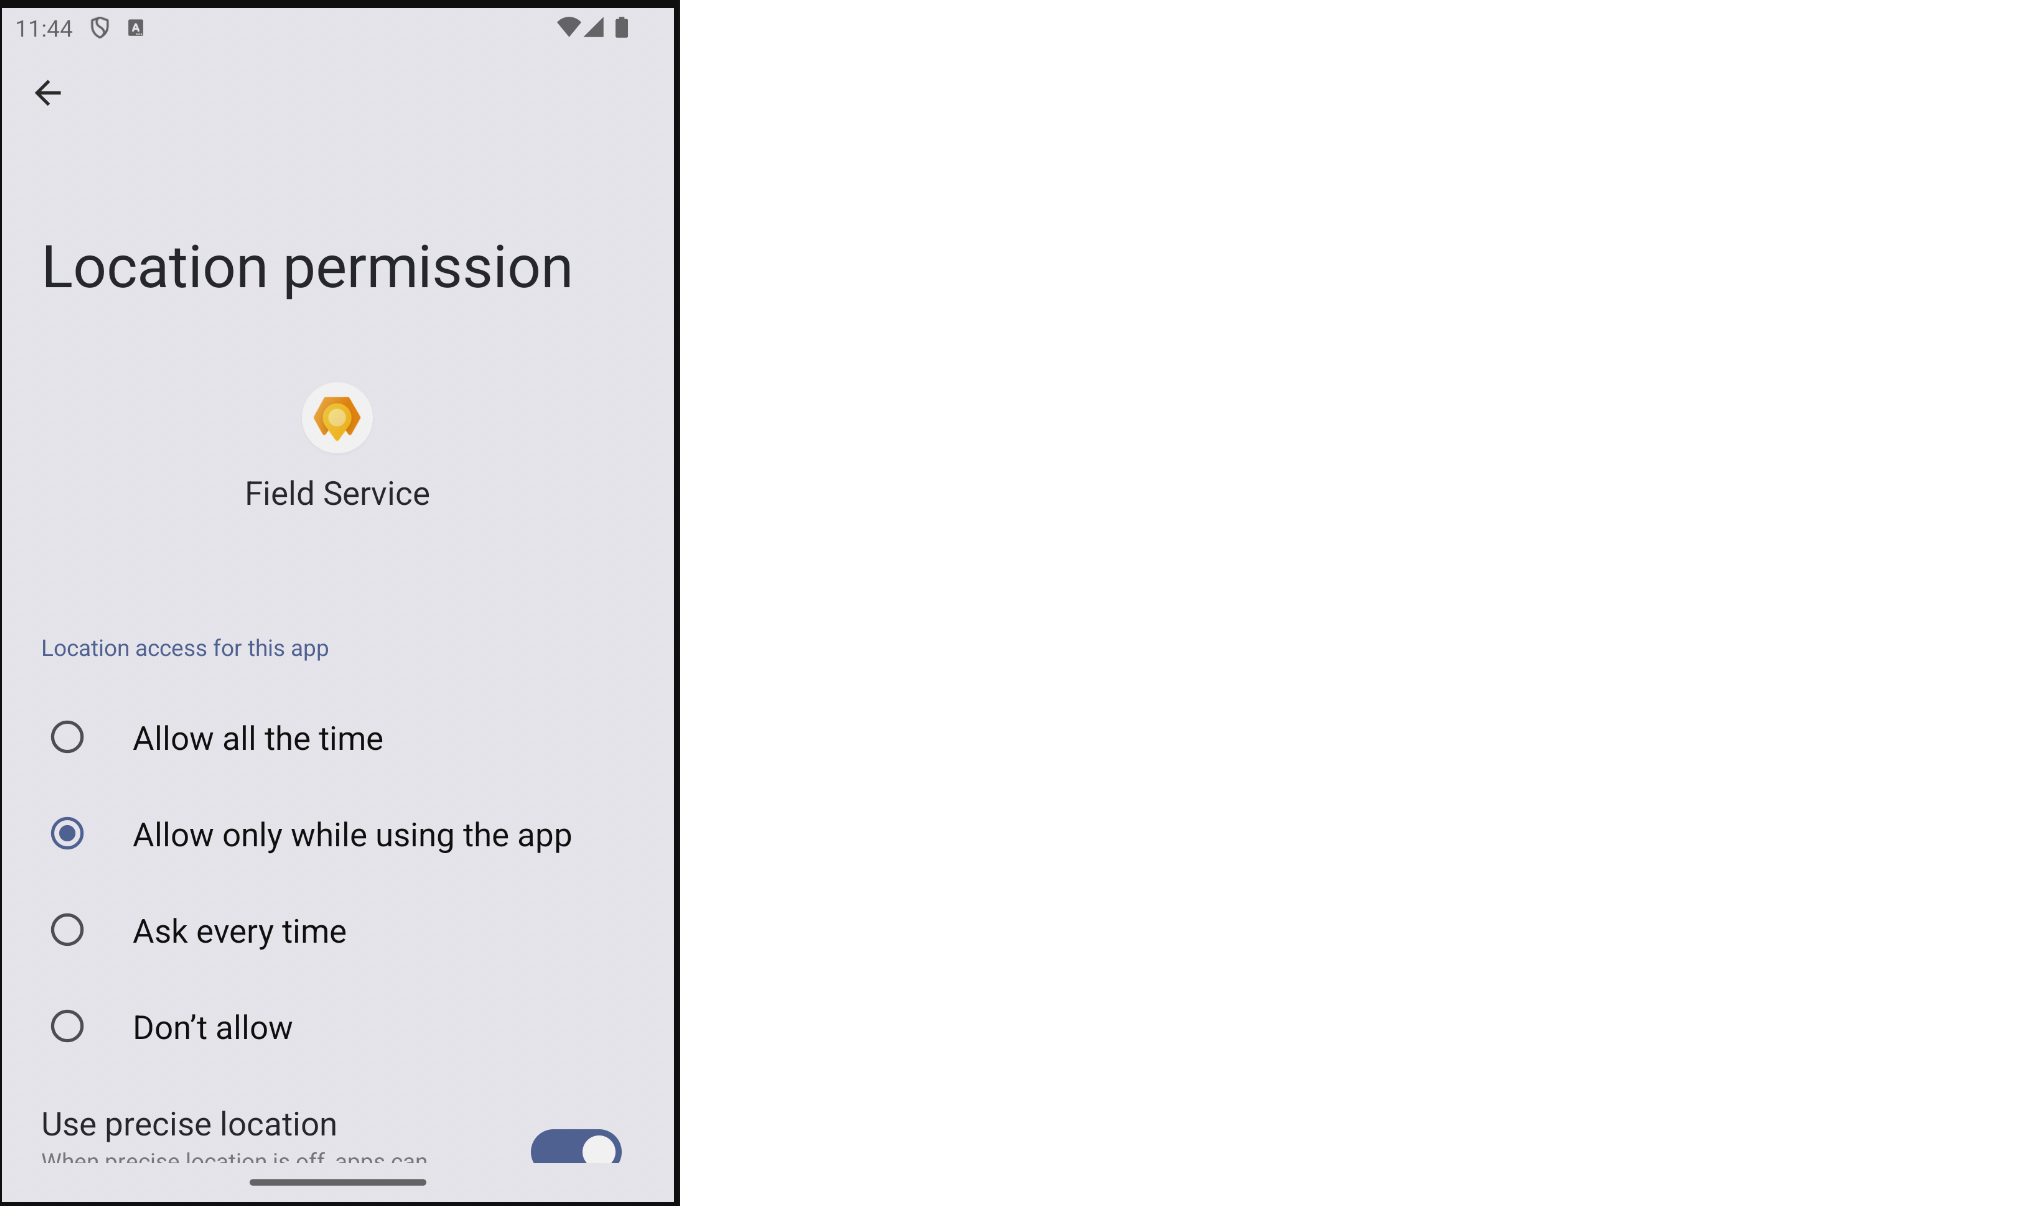 11:44
Location permission
Field Service
Location access for this app
Allow all the time
Allow only while using the app
Ask every time
Don’t allow
Use precise location
When precise location is off, apps can